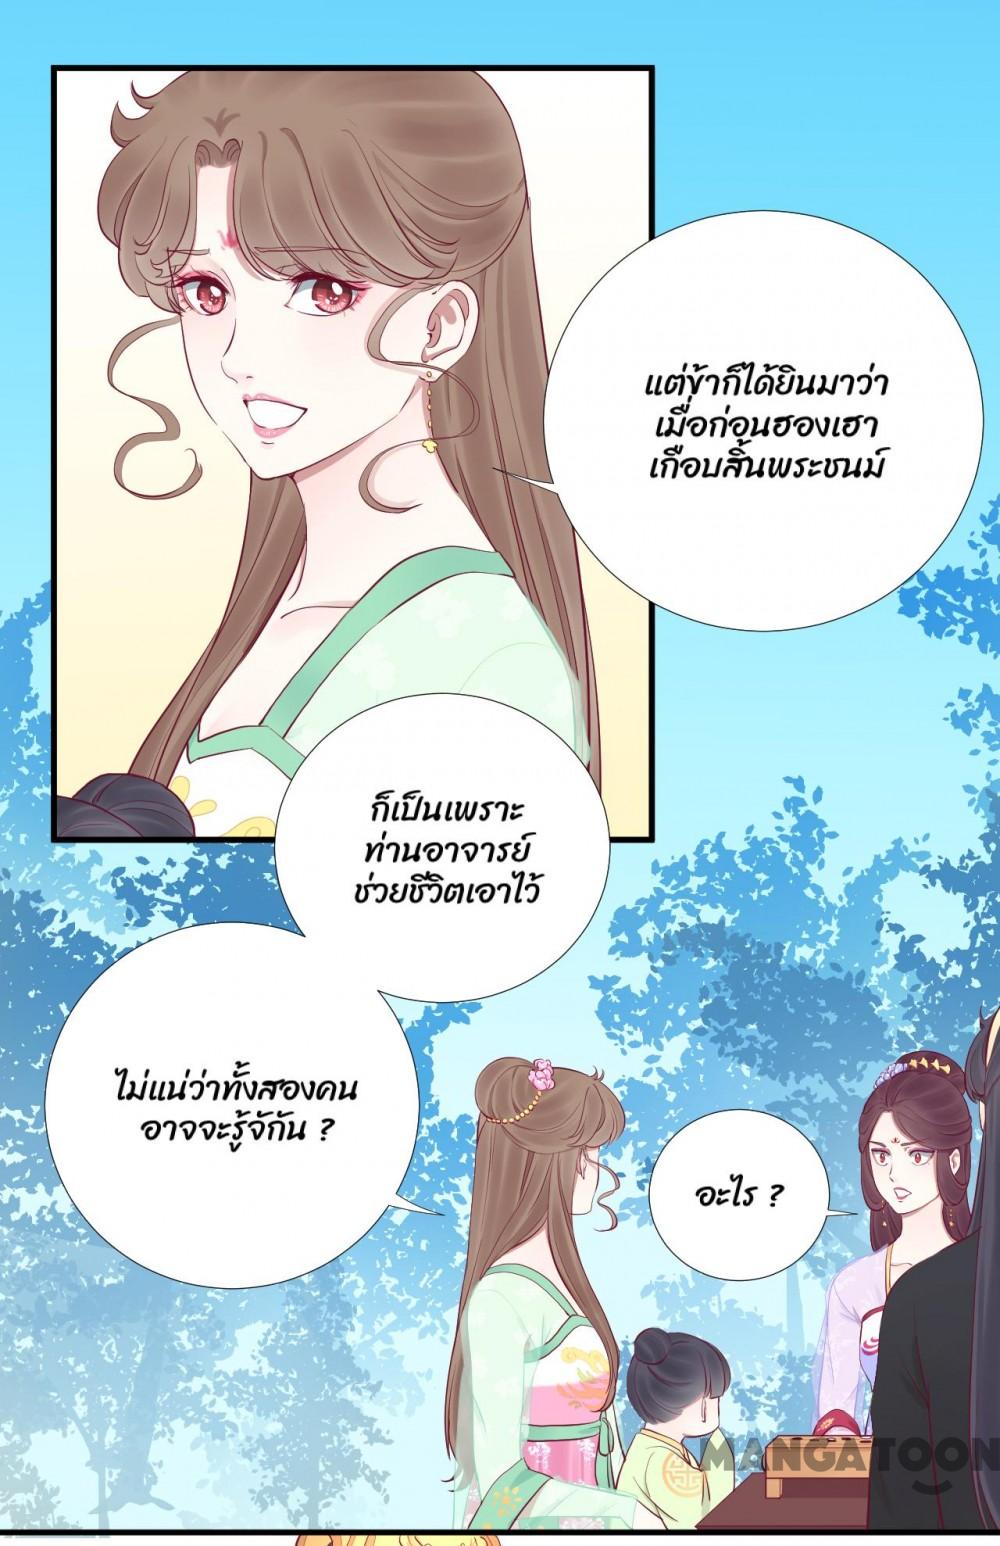 แต่ข้าก็ได้ยินมาว่า
เมื่อก่อนฮองเฮา
เกือบสิ้นพระชนม์
ก็เป็นเพราะ
ท่านอาจารย์
ช่วยชีวิตเอาไว้
ไม่แน่ว่าทั้งสองคน
อาจจะรู้จักัน ?
อะไร ?
MANGATOON